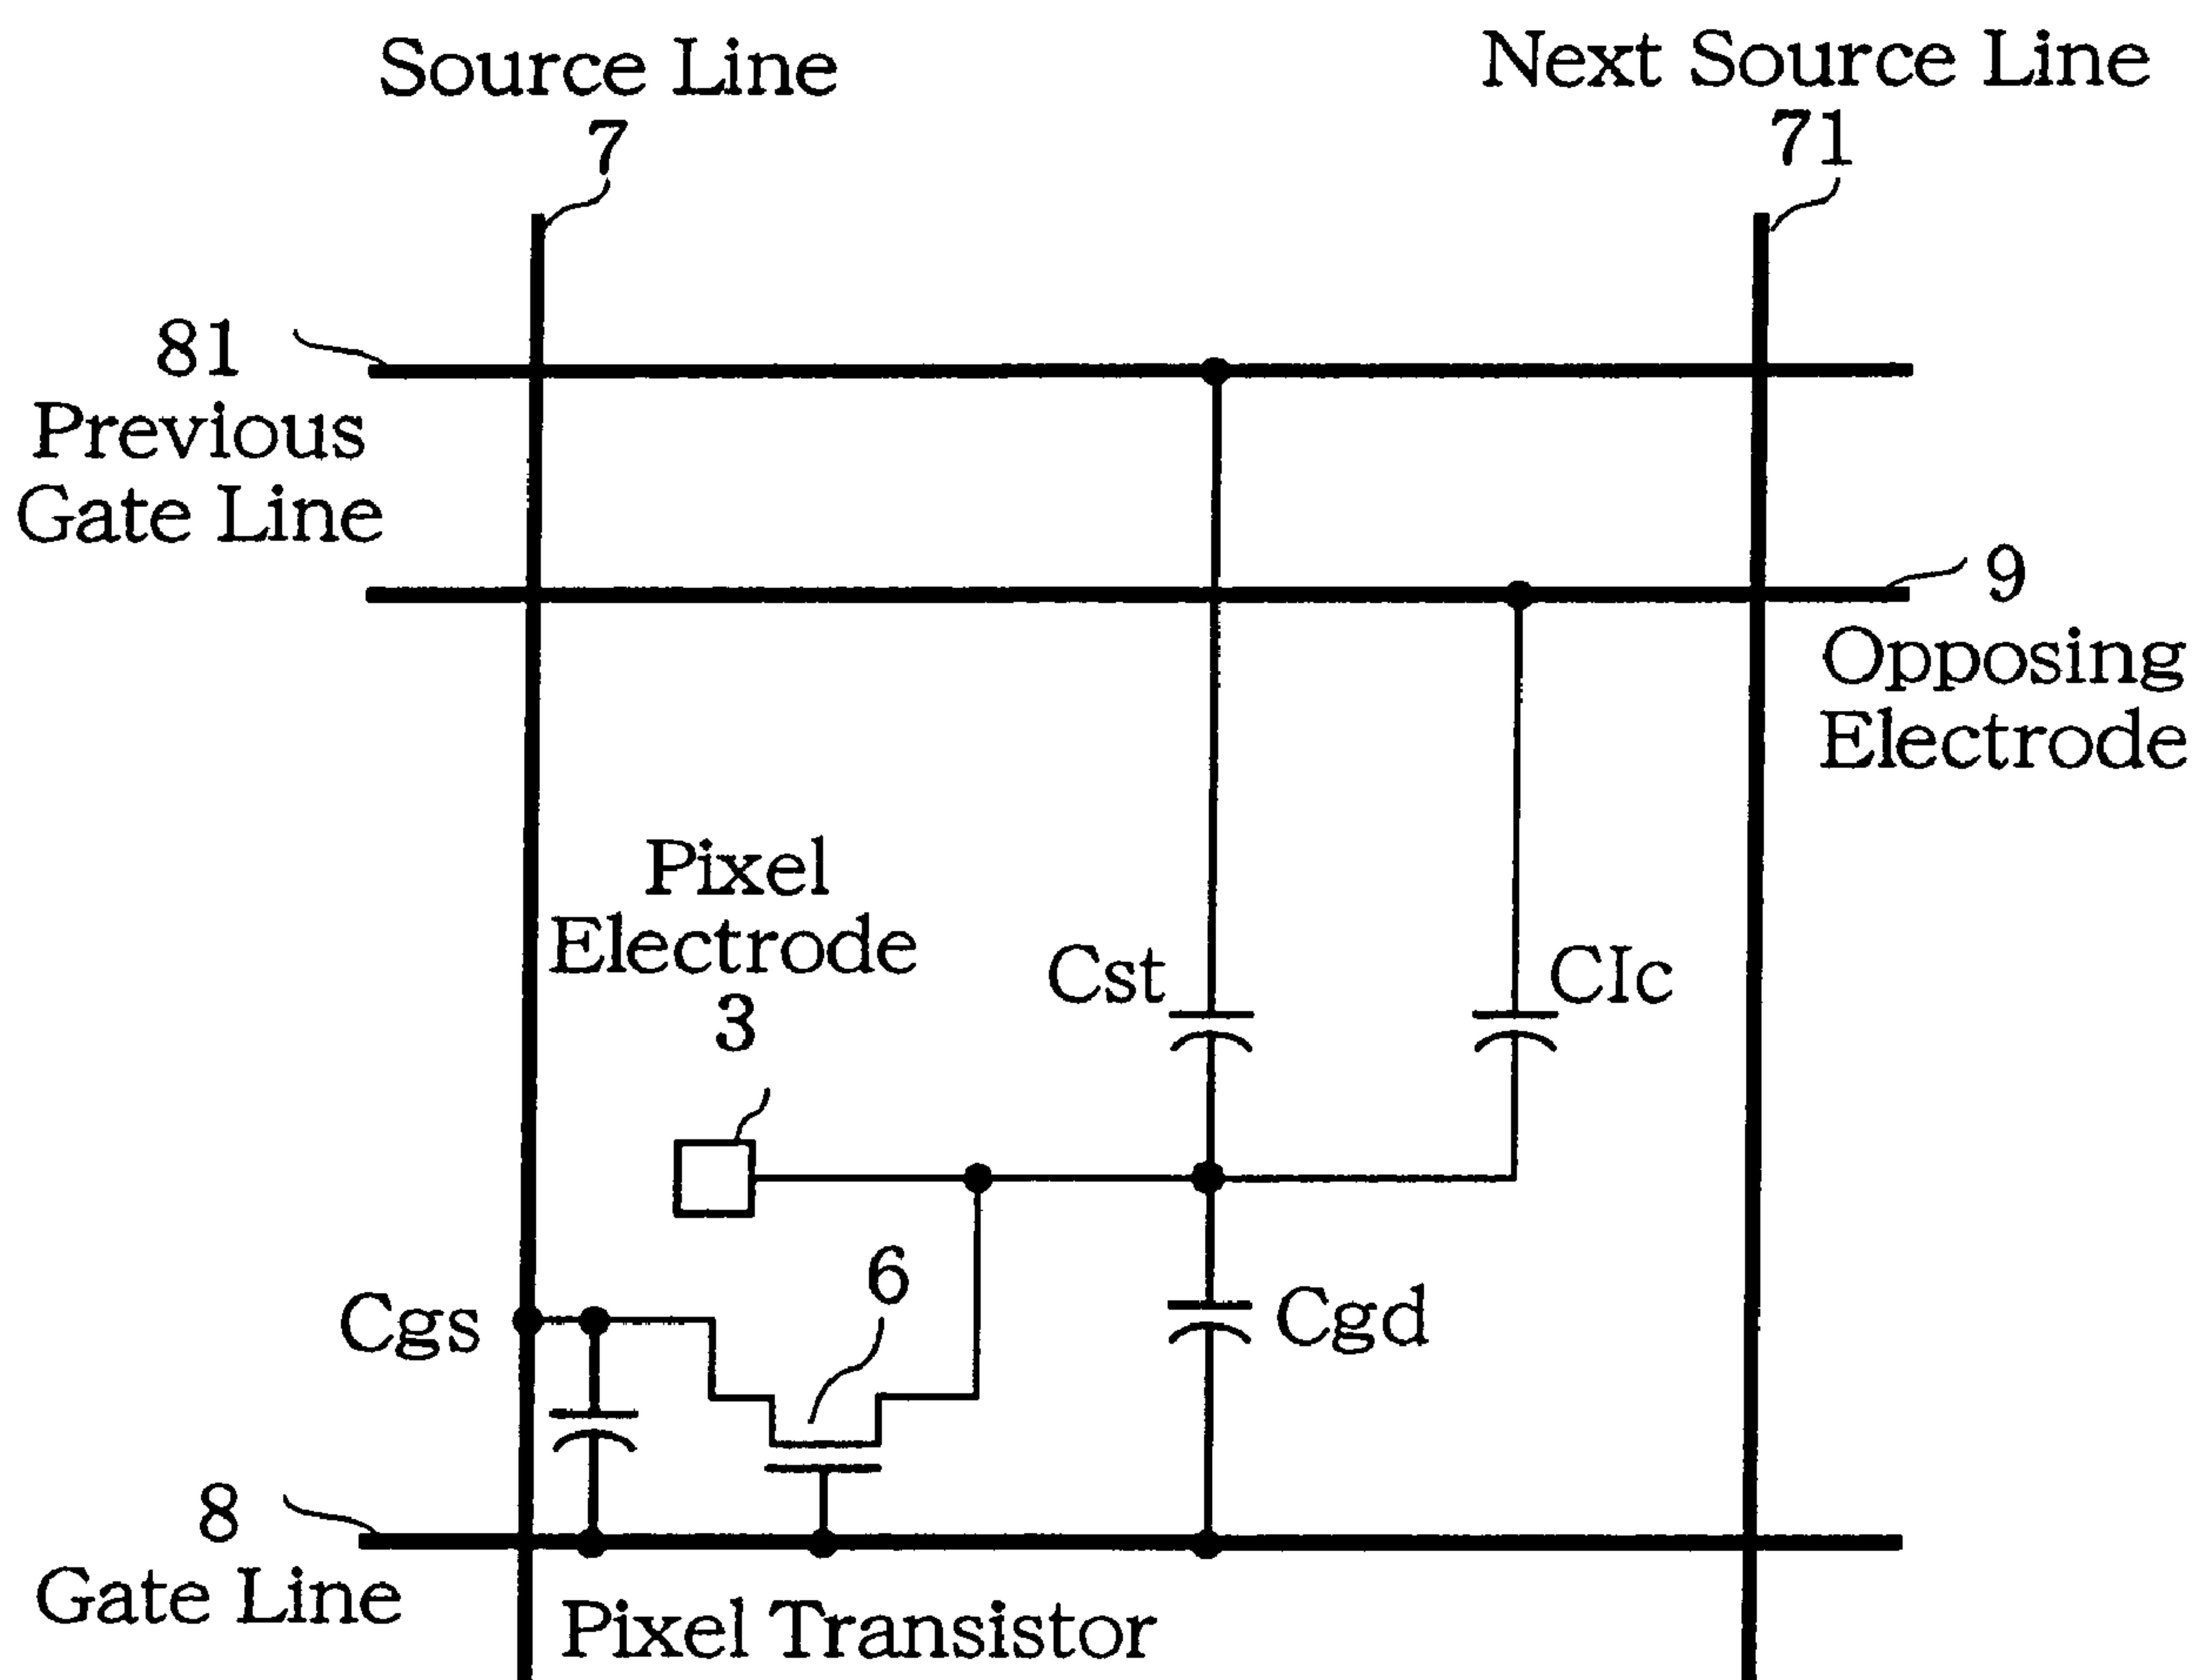 Source Line
7
Next Source Line
71
81
Previous
Gate Line
9
Opposing
Electrode
Pixel
Electrode
3
Cst
CIc
6
Cgs
Cgd
8
Gate Line
Pixel Transistor